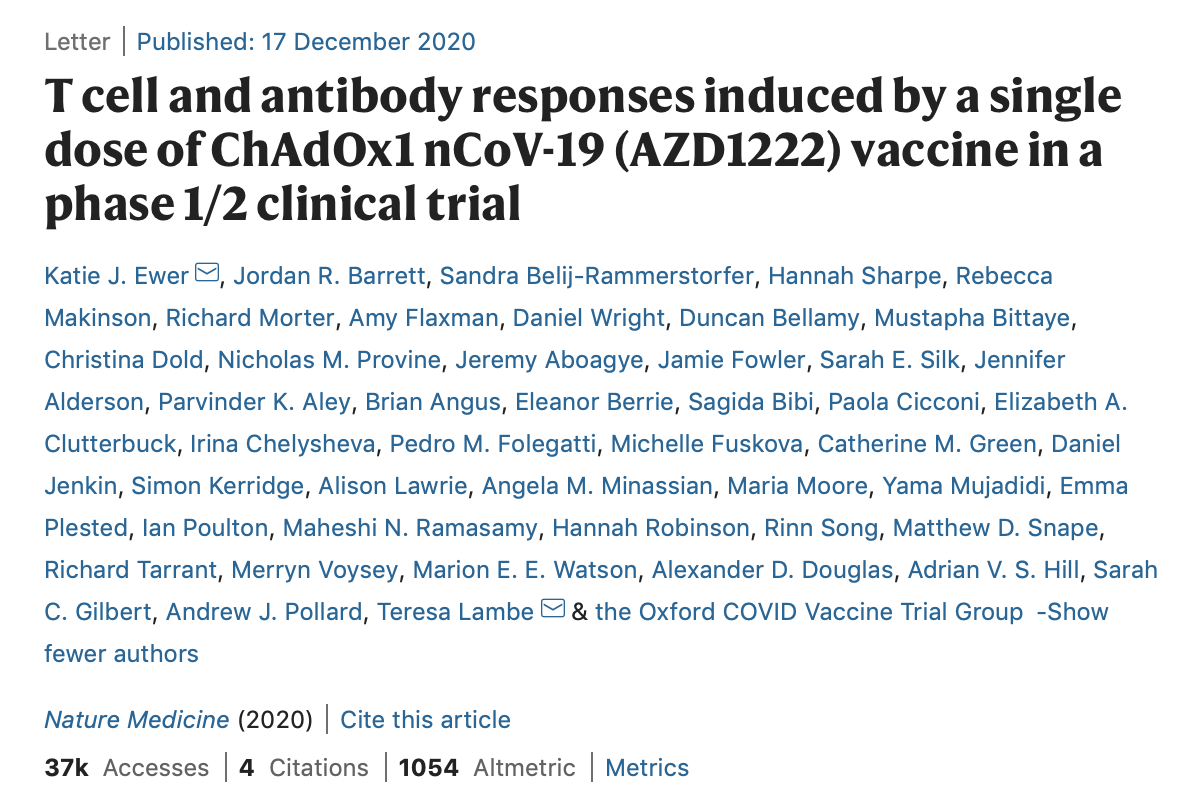 Letter | Published: 17 December 2020
T cell and antibody responses induced by a single
dose of ChAdOx1 nCoV-19 (AZD1222) vaccine in a
phase 1/2 clinical trial
Katie J. Ewer, Jordan R. Barrett, Sandra Belij-Rammerstorfer, Hannah Sharpe, Rebecca
Makinson, Richard Morter, Amy Flaxman, Daniel Wright, Duncan Bellamy, Mustapha Bittaye,
Christina Dold, Nicholas M. Provine, Jeremy Aboagye, Jamie Fowler, Sarah E. Silk, Jennifer
Alderson, Parvinder K. Aley, Brian Angus, Eleanor Berrie, Sagida Bibi, Paola Cicconi, Elizabeth A.
Clutterbuck, Irina Chelysheva, Pedro M. Folegatti, Michelle Fuskova, Catherine M. Green, Daniel
Jenkin, Simon Kerridge, Alison Lawrie, Angela M. Minassian, Maria Moore, Yama Mujadidi, Emma
Plested, Ian Poulton, Maheshi N. Ramasamy, Hannah Robinson, Rinn Song, Matthew D. Snape,
Richard Tarrant, Merryn Voysey, Marion E. E. Watson, Alexander D. Douglas, Adrian V. S. Hill, Sarah
C. Gilbert, Andrew J. Pollard, Teresa Lambe & the Oxford COVID Vaccine Trial Group -Show
fewer authors
Nature Medicine (2020) | Cite this article
37k Accesses | 4 Citations | 1054 Altmetric | Metrics